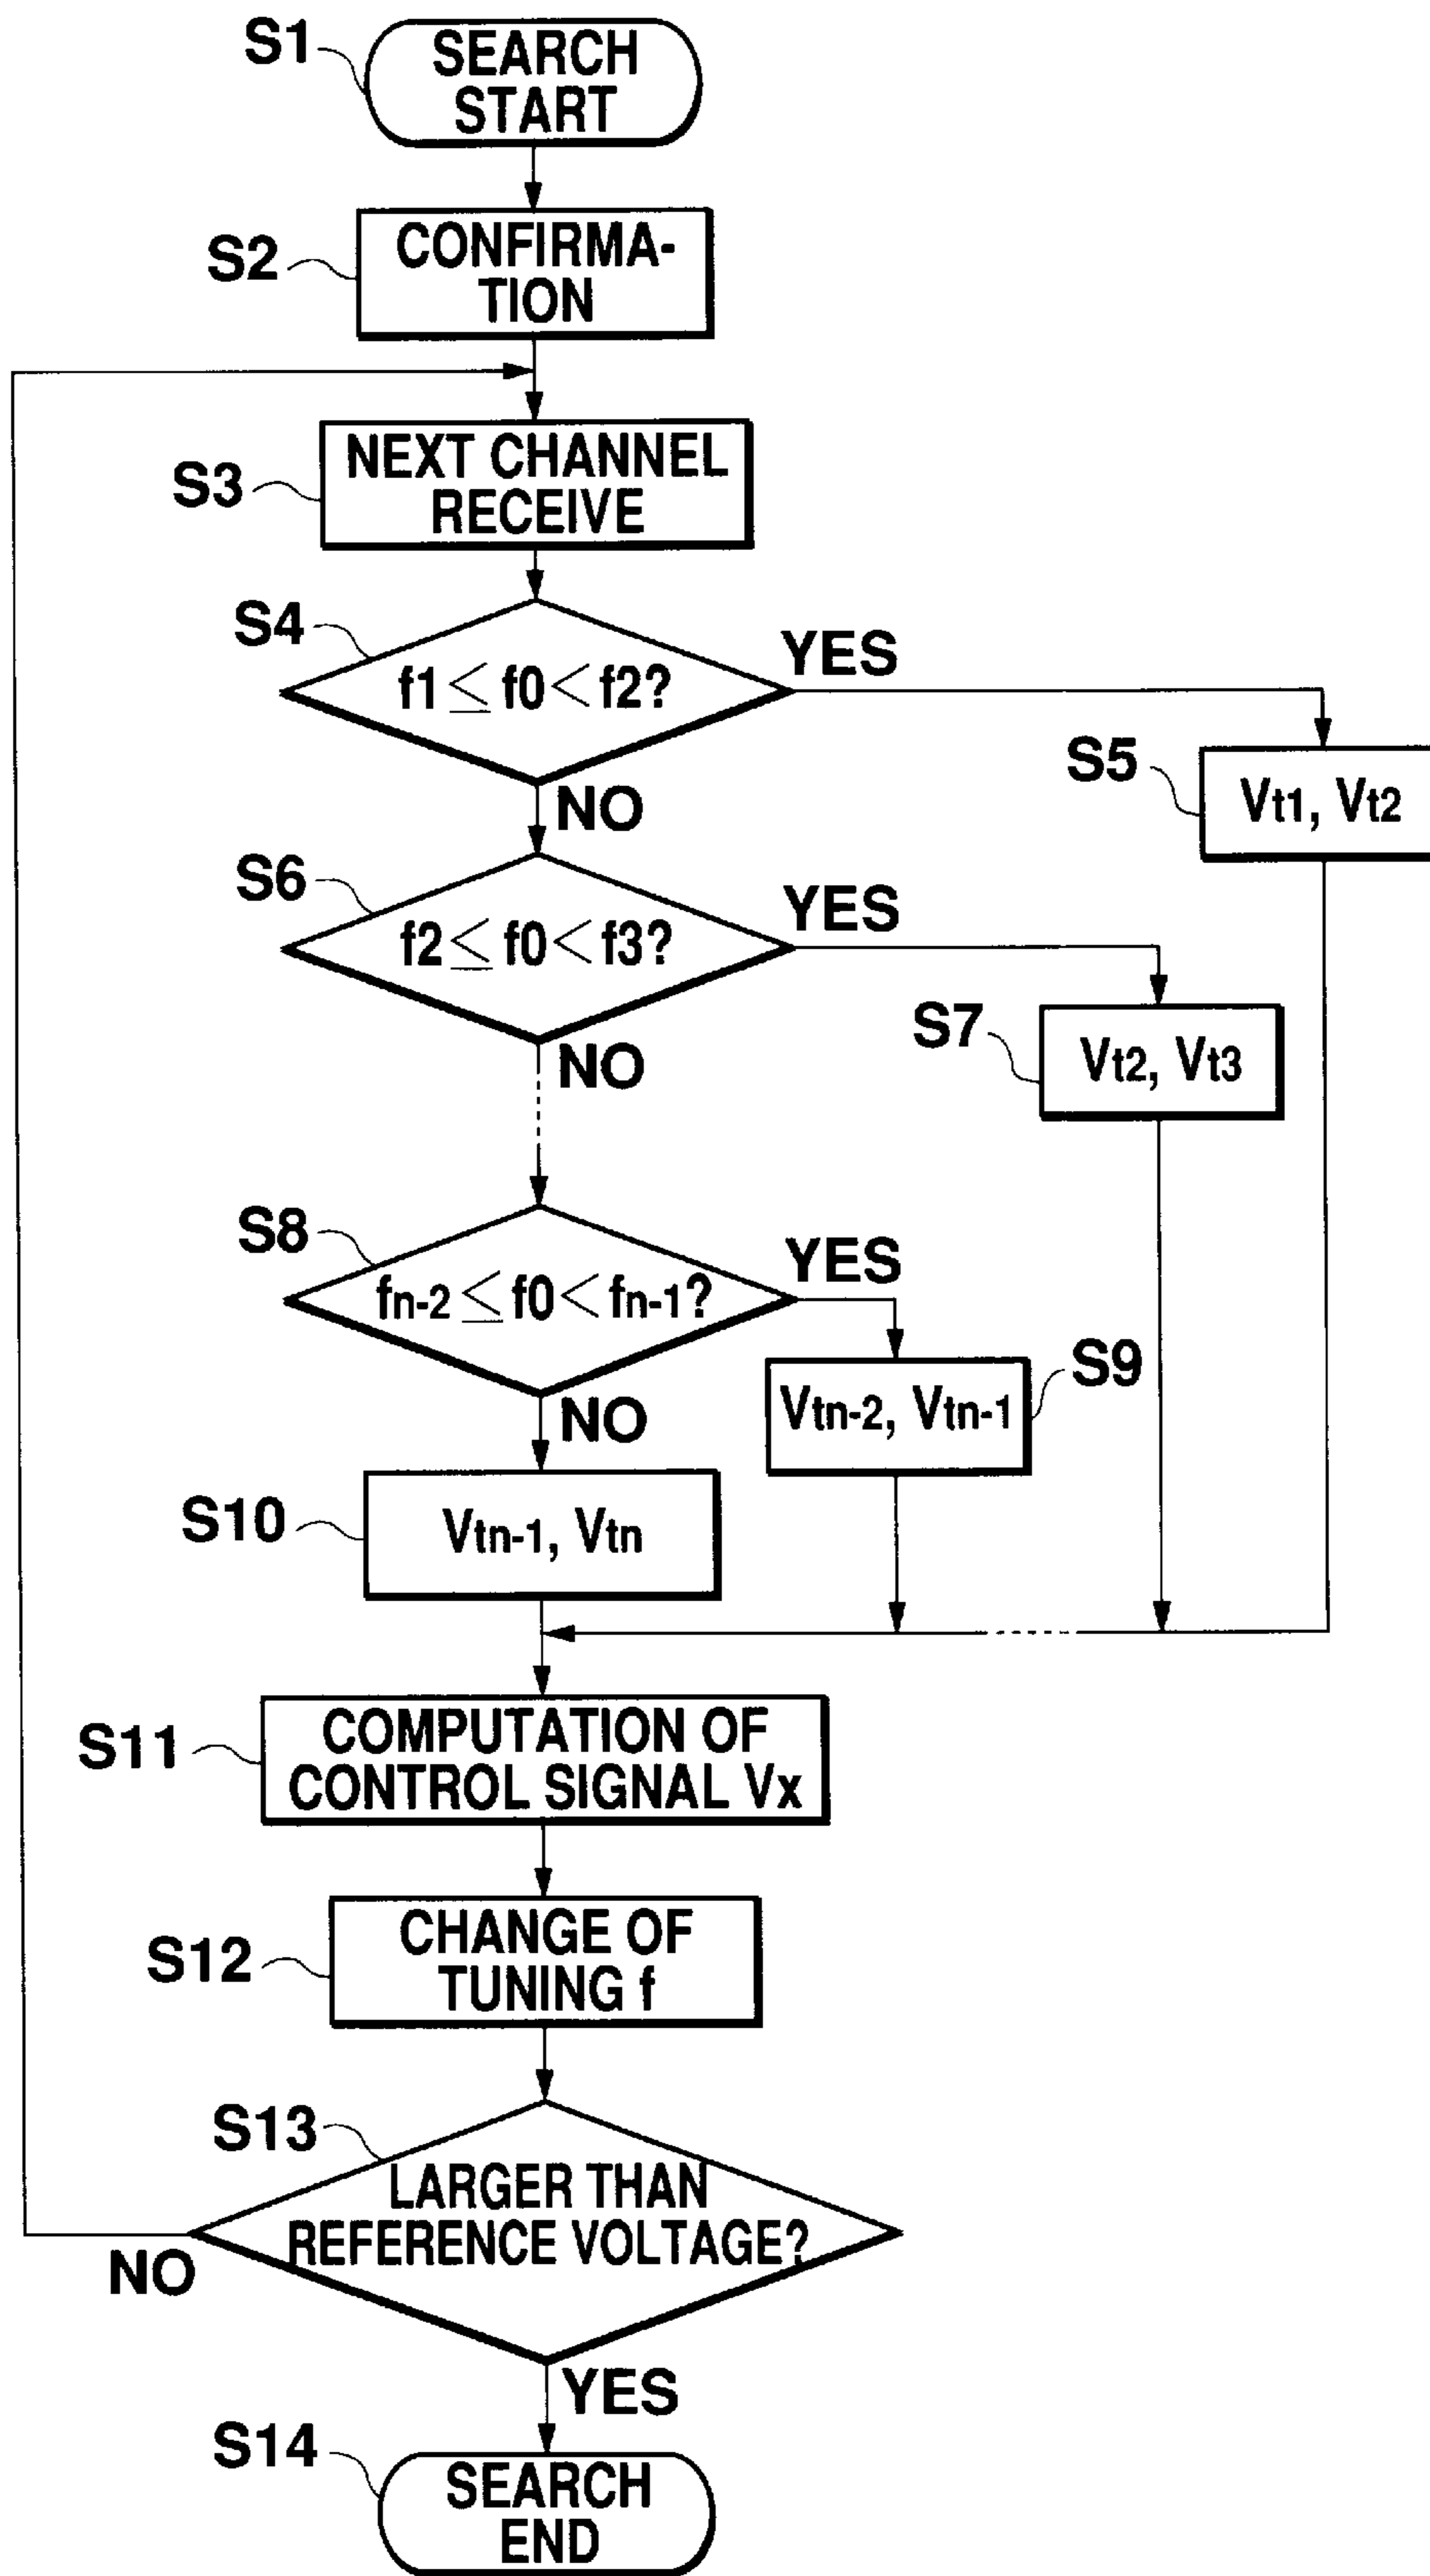 S1
SEARCH
START
S2
CONFIRMA-
TION
S3
NEXT CHANNEL
RECEIVE
S4
f1≦f0<f2?
YES
NO
S5
Vt1, Vt2
S6
f2≦f0<f3?
YES
NO
S7
Vt2, Vt3
S8
fn-2≦f0<fn-1?
YES
NO
S9
Vtn-2, Vtn-1
S10
Vtn-1, Vtn
S11
COMPUTATION OF
CONTROL SIGNAL Vx
S12
CHANGE OF
TUNING f
S13
LARGER THAN
REFERENCE VOLTAGE?
NO
YES
S14
SEARCH
END